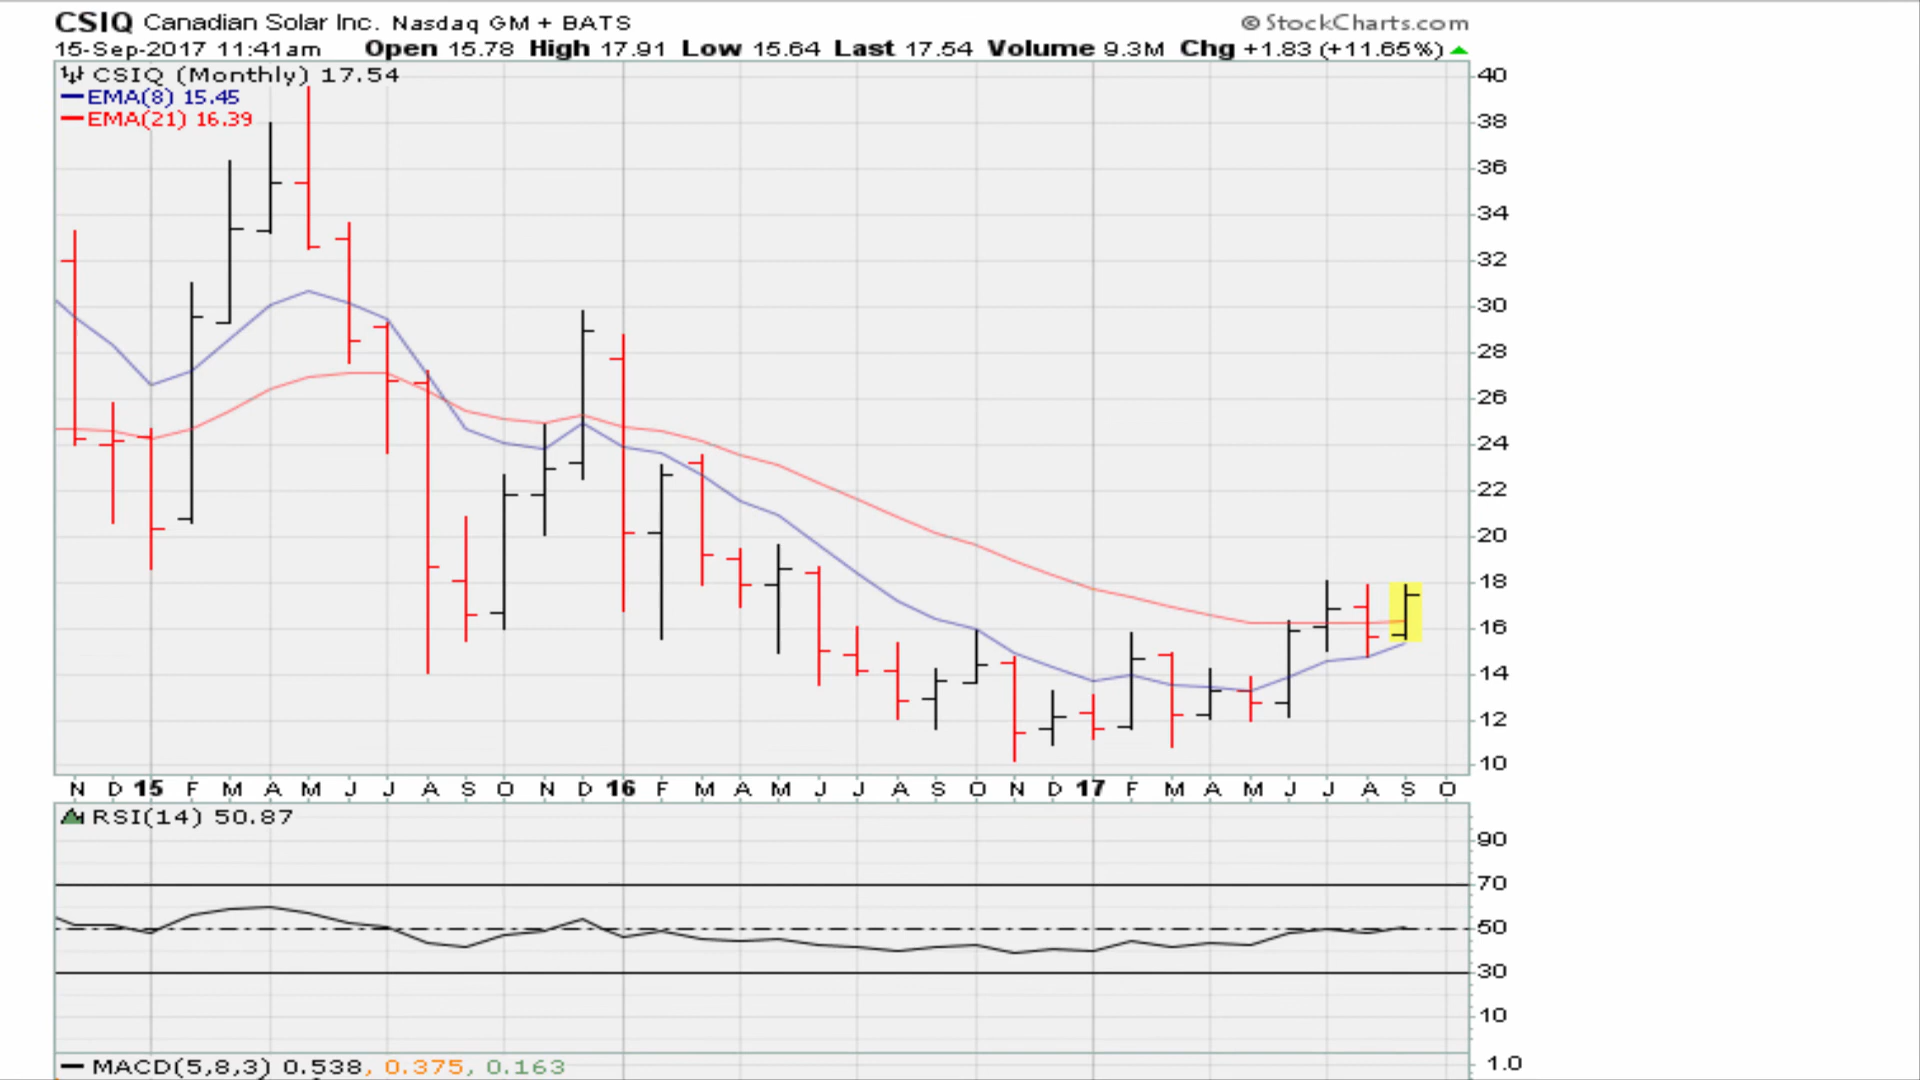 CSIQ Canadian Solar Inc. Nasdaq GM + BATS © StockCharts.com
15-Sep-2017 11:41am Open 15.78 High 17.91 Low 15.64 Last 17.54 Volume 9.3M Chg +1.83 (+11.65%)
CSIQ (Monthly) 17.54
EMA(8) 15.45
EMA(21) 16.39
40
38
36
34
32
30
28
26
24
22
20
18
16
14
12
10
N D 15 F M A M J J A S O N D 16 F M A M J J A S O N D 17 F M A M J J A S O
RSI(14) 50.87
90
70
50
30
10
MACD(5,8,3) 0.538, 0.375, 0.163
1.0